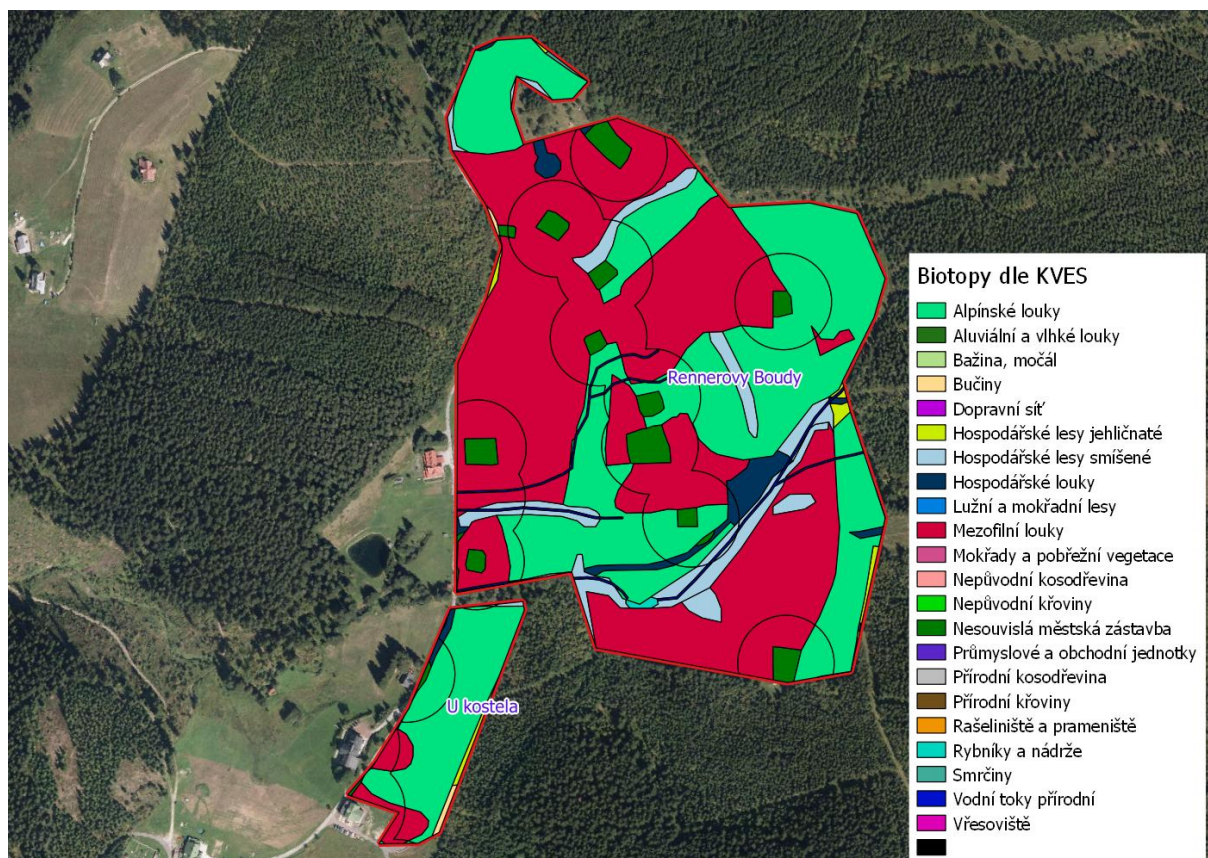 Rennerovy Boudy
U kostela
Biotopy dle KVES
Alpínské louky
Aluviální a vlhké louky
Bažina, močál
Bučiny
Dopravní síť
Hospodářské lesy jehličnaté
Hospodářské lesy smíšené
Hospodářské louky
Lužní a mokřadní lesy
Mezofilní louky
Mokřady a pobřežní vegetace
Nepůvodní kosodřevina
Nepůvodní křoviny
Nesouvislá městská zástavba
Průmyslové a obchodní jednotky
Přírodní kosodřevina
Přírodní křoviny
Rašeliniště a prameniště
Rybníky a nádrže
Smrčiny
Vodní toky přírodní
Vřesoviště